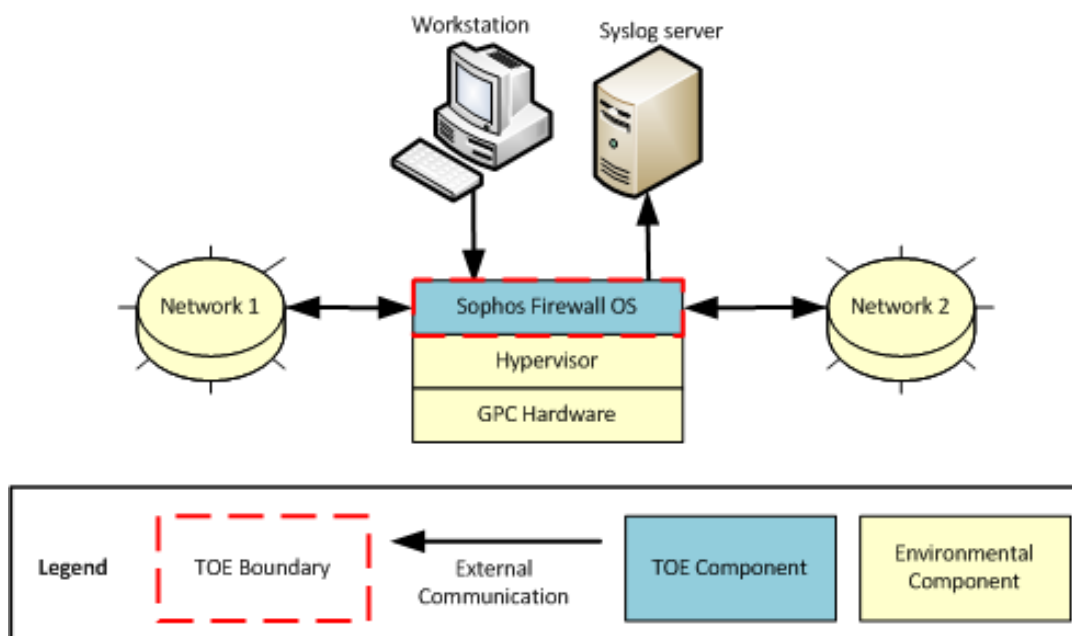 Workstation
Syslog server
Network 1
Sophos Firewall OS
Network 2
Hypervisor
GPC Hardware
Legend
TOE Boundary
External
Communication
TOE Component
Environmental
Component